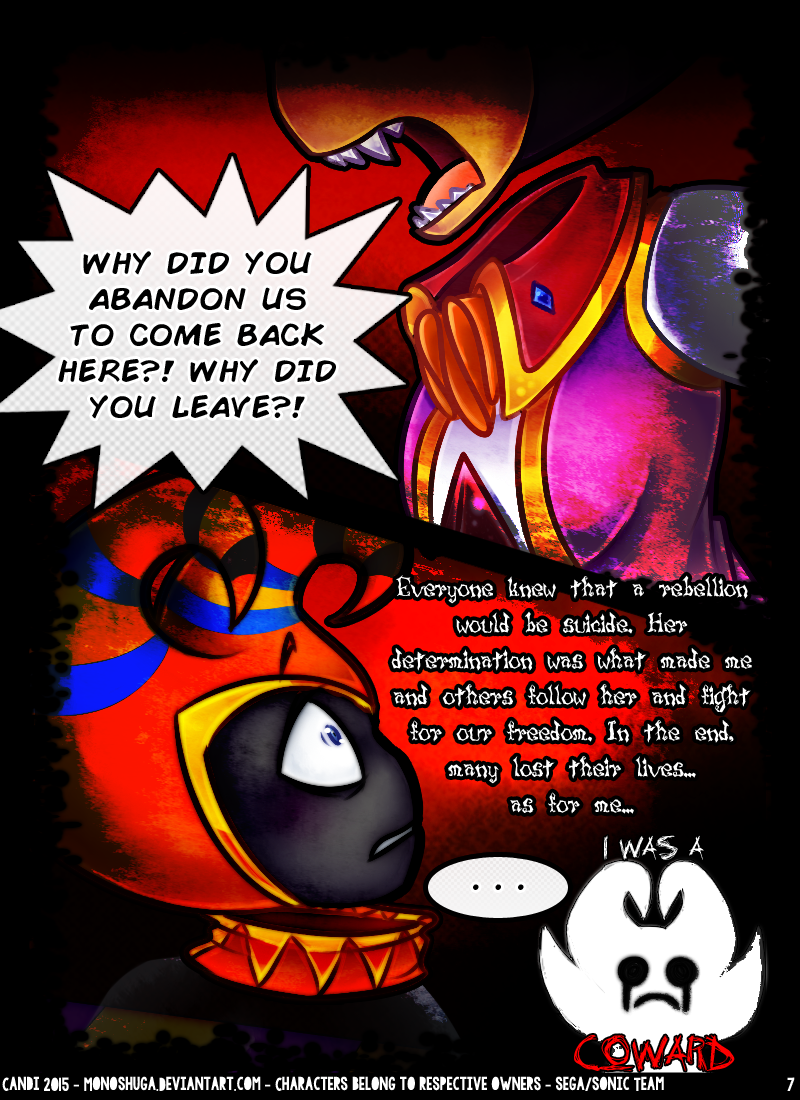 WHY DID YOU
ABANDON US
TO COME BACK
HERE?! WHY DID
YOU LEAVE?!
Everyone knew that a rebellion
would be suicide. Her
determination was what made me
and others follow her and fight
for our freedom. In the end,
many lost their lives...
as for me...
...
I WAS A
COWARD
CANDI 2015 - MONOSHUGA.DEVIANTART.COM - CHARACTERS BELONG TO RESPECTIVE OWNERS - SEGA/SONIC TEAM
7